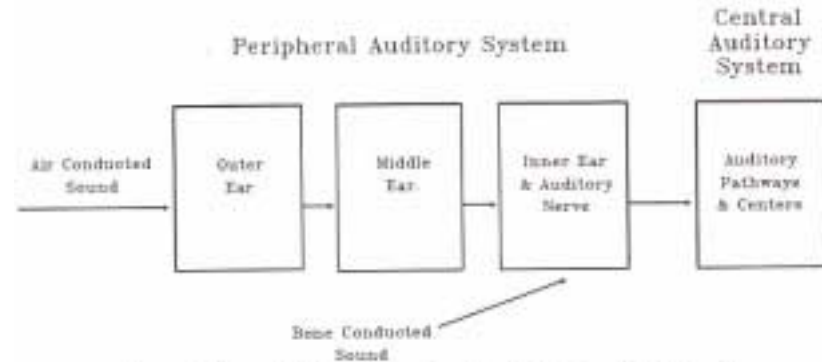 Peripheral Auditory System
Central
Auditory
System
Air Conducted
Sound
Outer
Ear
Middle
Ear
Inner Ear
& Auditory
Nerve
Auditory
Pathways
& Centers
Bone Conducted
Sound